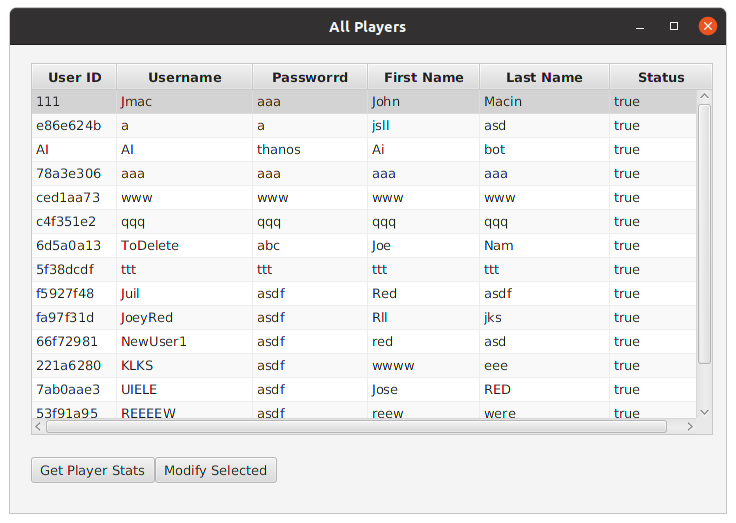 All Players
User ID Username Passworrd First Name Last Name Status
111 Jmac aaa John Macin true
e86e624b a a jsll asd true
AI AI thanos Ai bot true
78a3e306 aaa aaa aaa aaa true
ced1aa73 www www www www true
c4f351e2 qqq qqq qqq qqq true
6d5a0a13 ToDelete abc Joe Nam true
5f38dcdf ttt ttt ttt ttt true
f5927f48 Juil asdf Red asdf true
fa97f31d JoeyRed asdf Rll jks true
66f72981 NewUser1 asdf red asd true
221a6280 KLKS asdf wwww eee true
7ab0aae3 UIELE asdf Jose RED true
53f91a95 REEEEW asdf reew were true
Get Player Stats Modify Selected